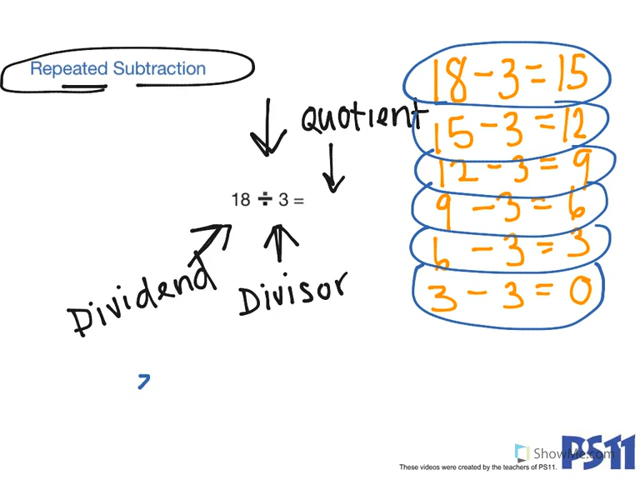 Repeated Subtraction
18 - 3 = 15
15 - 3 = 12
12 - 3 = 9
9 - 3 = 6
6 - 3 = 3
3 - 3 = 0
Quotient
18 ÷ 3 =
Dividend
Divisor
ShowMe.com
PS11
These videos were created by the teachers of PS11.